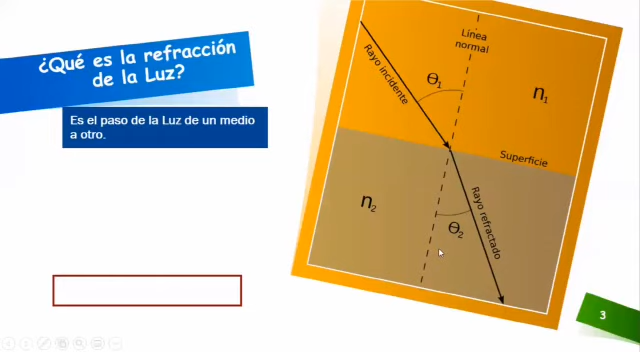 ¿Qué es la refracción
de la Luz?
Es el paso de la Luz de un medio
a otro.
Línea
normal
Rayo incidente
Θ1
n1
Superficie
n2
Θ2
Rayo refractado
3